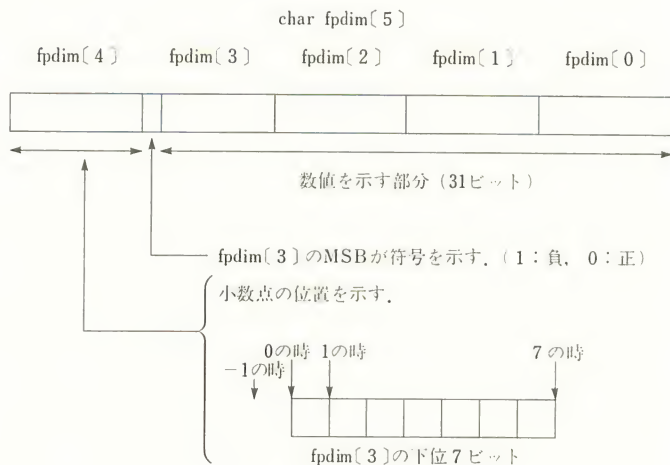 char fpdim〔5〕
fpdim〔4〕 fpdim〔3〕 fpdim〔2〕 fpdim〔1〕 fpdim〔0〕
数値を示す部分（31ビット）
fpdim〔3〕のMSBが符号を示す．（1：負，0：正）
小数点の位置を示す．
0の時 1の時 7の時
−1の時
fpdim〔3〕の下位7ビット